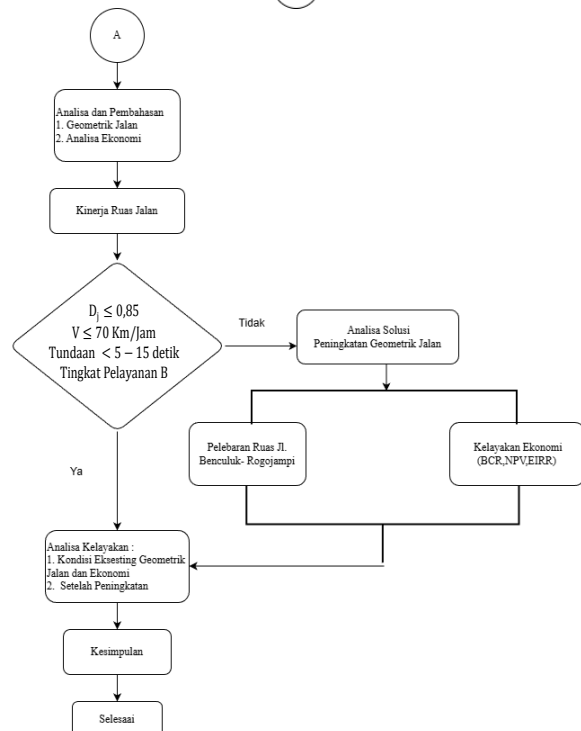 A
Analisa dan Pembahasan
1. Geometrik Jalan
2. Analisa Ekonomi
Kinerja Ruas Jalan
Dj ≤ 0,85
V ≤ 70 Km/Jam
Tundaan < 5 – 15 detik
Tingkat Pelayanan B
Tidak
Analisa Solusi
Peningkatan Geometrik Jalan
Pelebaran Ruas Jl.
Benculuk- Rogojampi
Kelayakan Ekonomi
(BCR,NPV,EIRR)
Ya
Analisa Kelayakan :
1. Kondisi Eksesting Geometrik
Jalan dan Ekonomi
2. Setelah Peningkatan
Kesimpulan
Selesaai